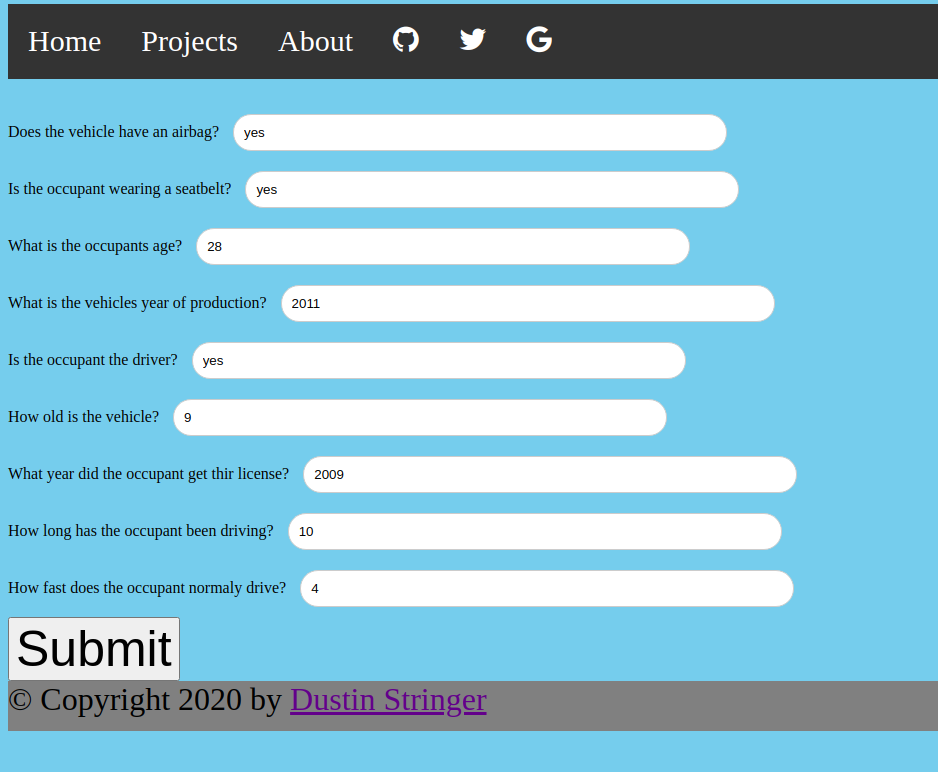 Home Projects About
Does the vehicle have an airbag? yes
Is the occupant wearing a seatbelt? yes
What is the occupants age? 28
What is the vehicles year of production? 2011
Is the occupant the driver? yes
How old is the vehicle? 9
What year did the occupant get thir license? 2009
How long has the occupant been driving? 10
How fast does the occupant normaly drive? 4
Submit
© Copyright 2020 by Dustin Stringer